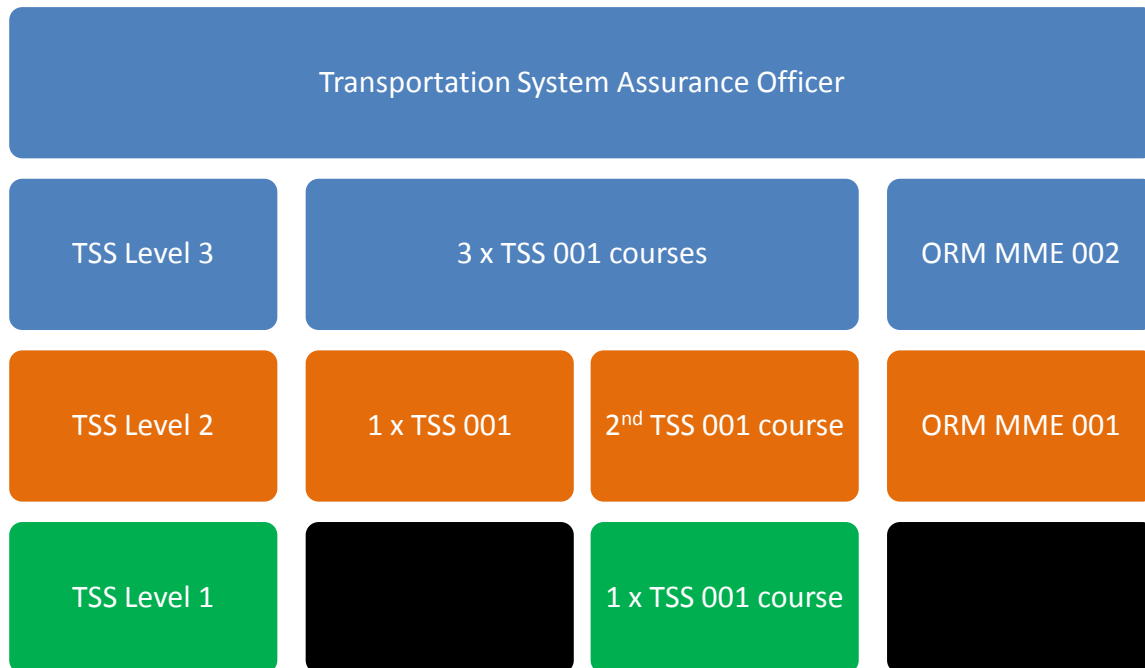 Transportation System Assurance Officer
TSS Level 3
3 x TSS 001 courses
ORM MME 002
TSS Level 2
1 x TSS 001
2nd TSS 001 course
ORM MME 001
TSS Level 1
1 x TSS 001 course